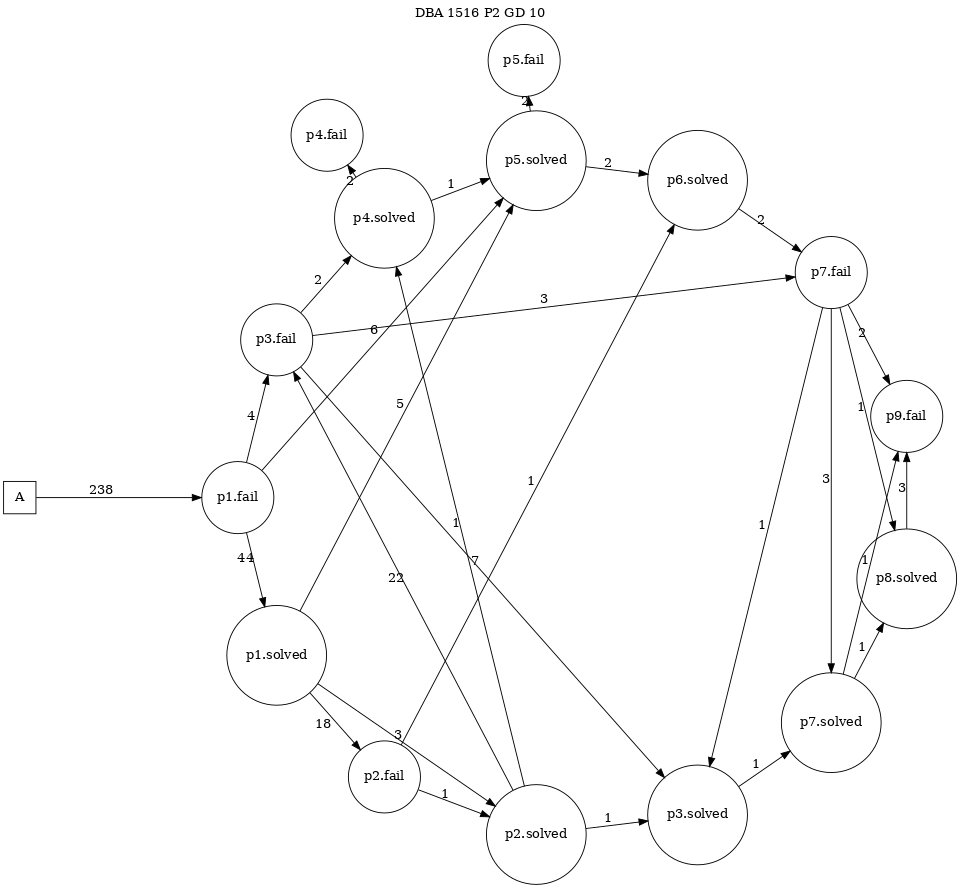 DBA 1516 P2 GD 10
p5.fail
2
p4.fail
p5.solved
2
p6.solved
2
1
p4.solved
2
p7.fail
2
3
p3.fail
6
2
1
p9.fail
5
4
3
3
1
A
238
p1.fail
1
1
7
44
22
1
p8.solved
1
p1.solved
18
3
p7.solved
1
p2.fail
1
1
p3.solved
p2.solved